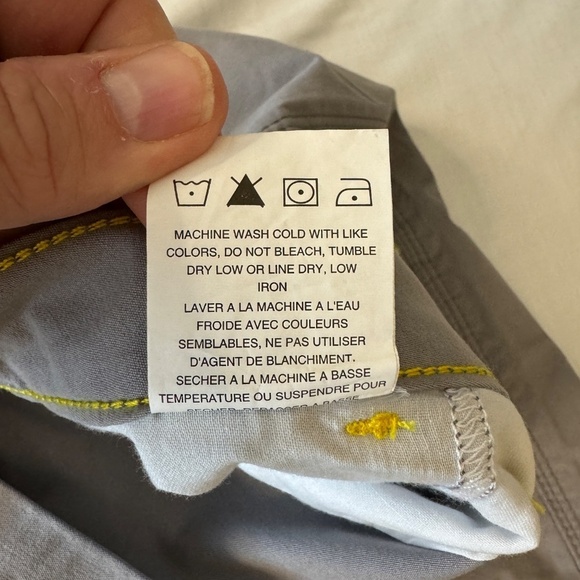 MACHINE WASH COLD WITH LIKE
COLORS, DO NOT BLEACH, TUMBLE
DRY LOW OR LINE DRY, LOW
IRON
LAVER A LA MACHINE A L'EAU
FROIDE AVEC COULEURS
SEMBLABLES, NE PAS UTILISER
D'AGENT DE BLANCHIMENT.
SECHER A LA MACHINE A BASSE
TEMPERATURE OU SUSPENDRE POUR